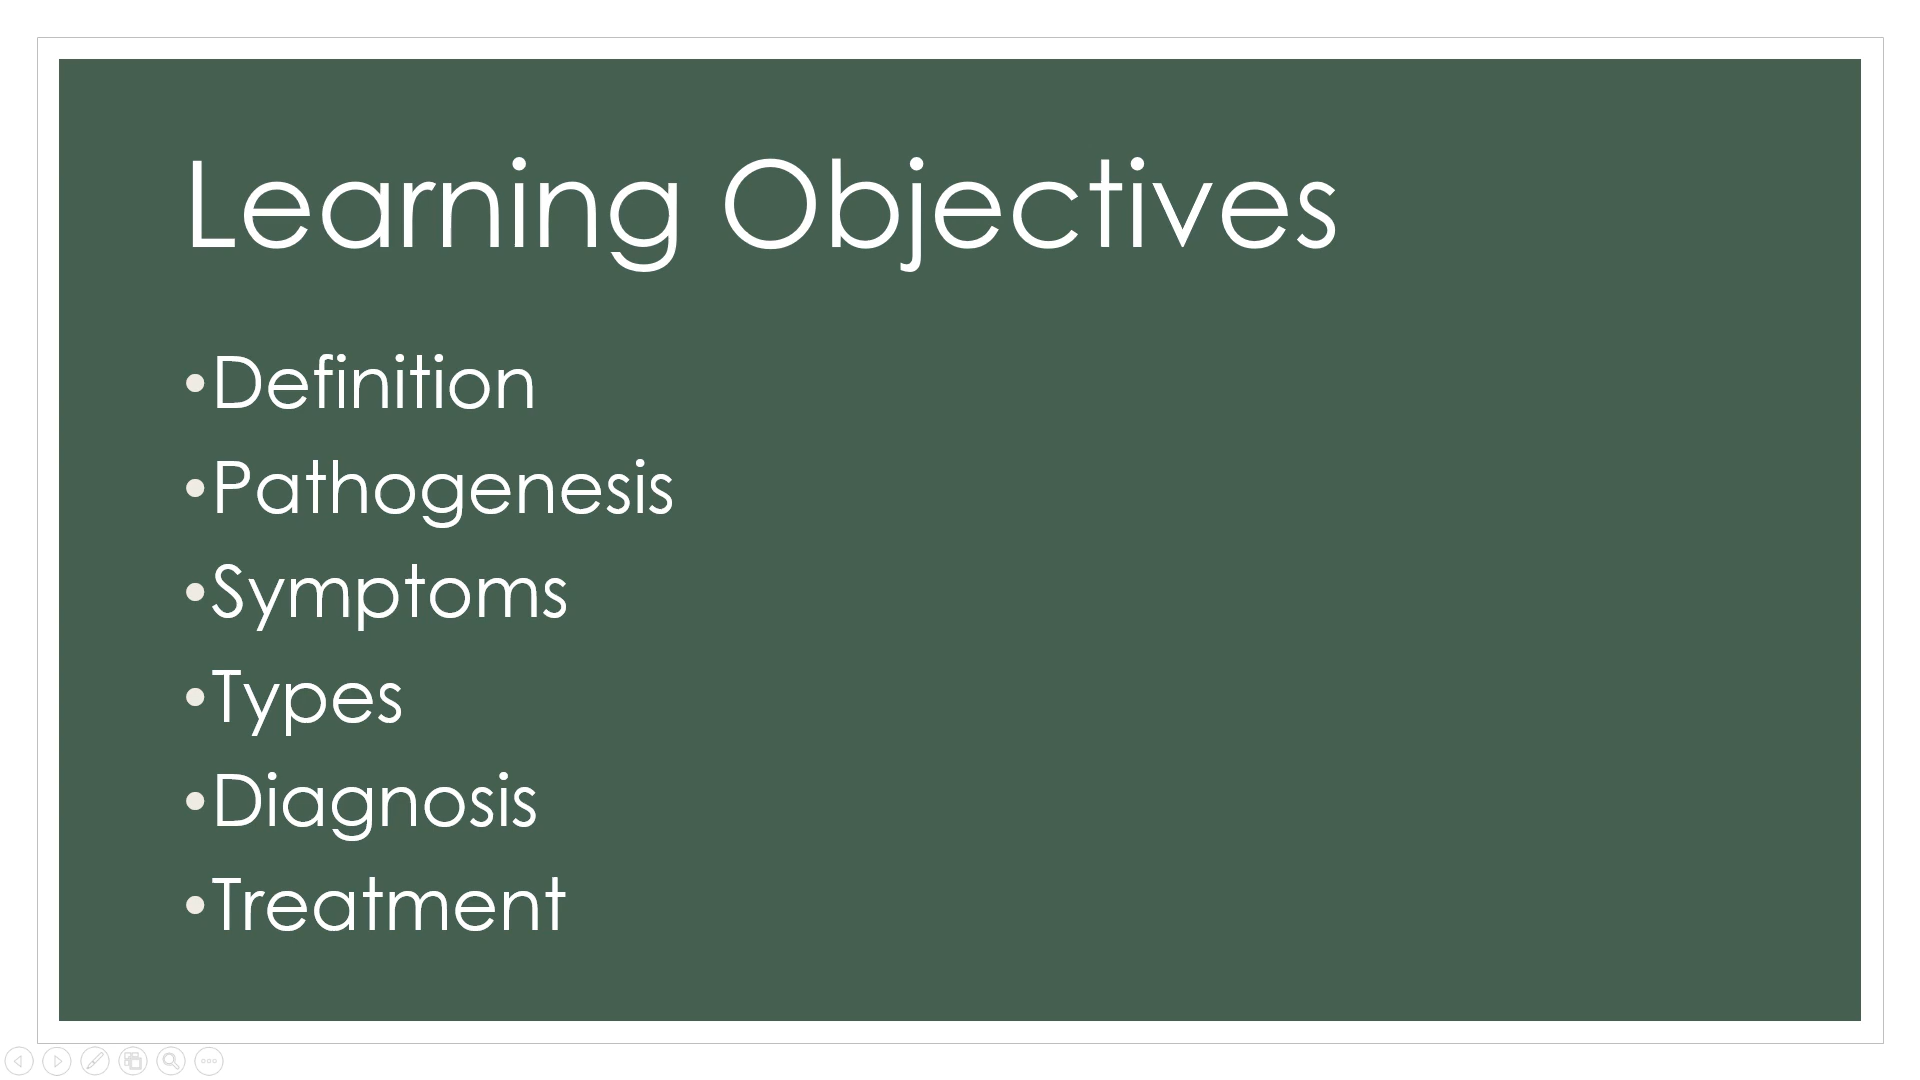 Learning Objectives
•Definition
•Pathogenesis
•Symptoms
•Types
•Diagnosis
•Treatment